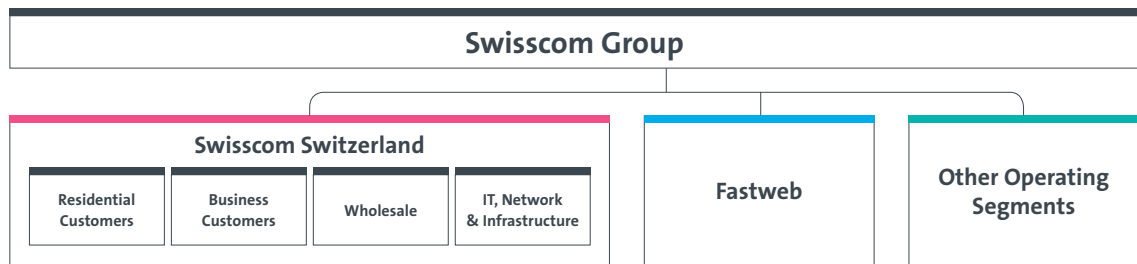 Swisscom Group
Swisscom Switzerland
Residential
Customers
Business
Customers
Wholesale
IT, Network
& Infrastructure
Fastweb
Other Operating
Segments